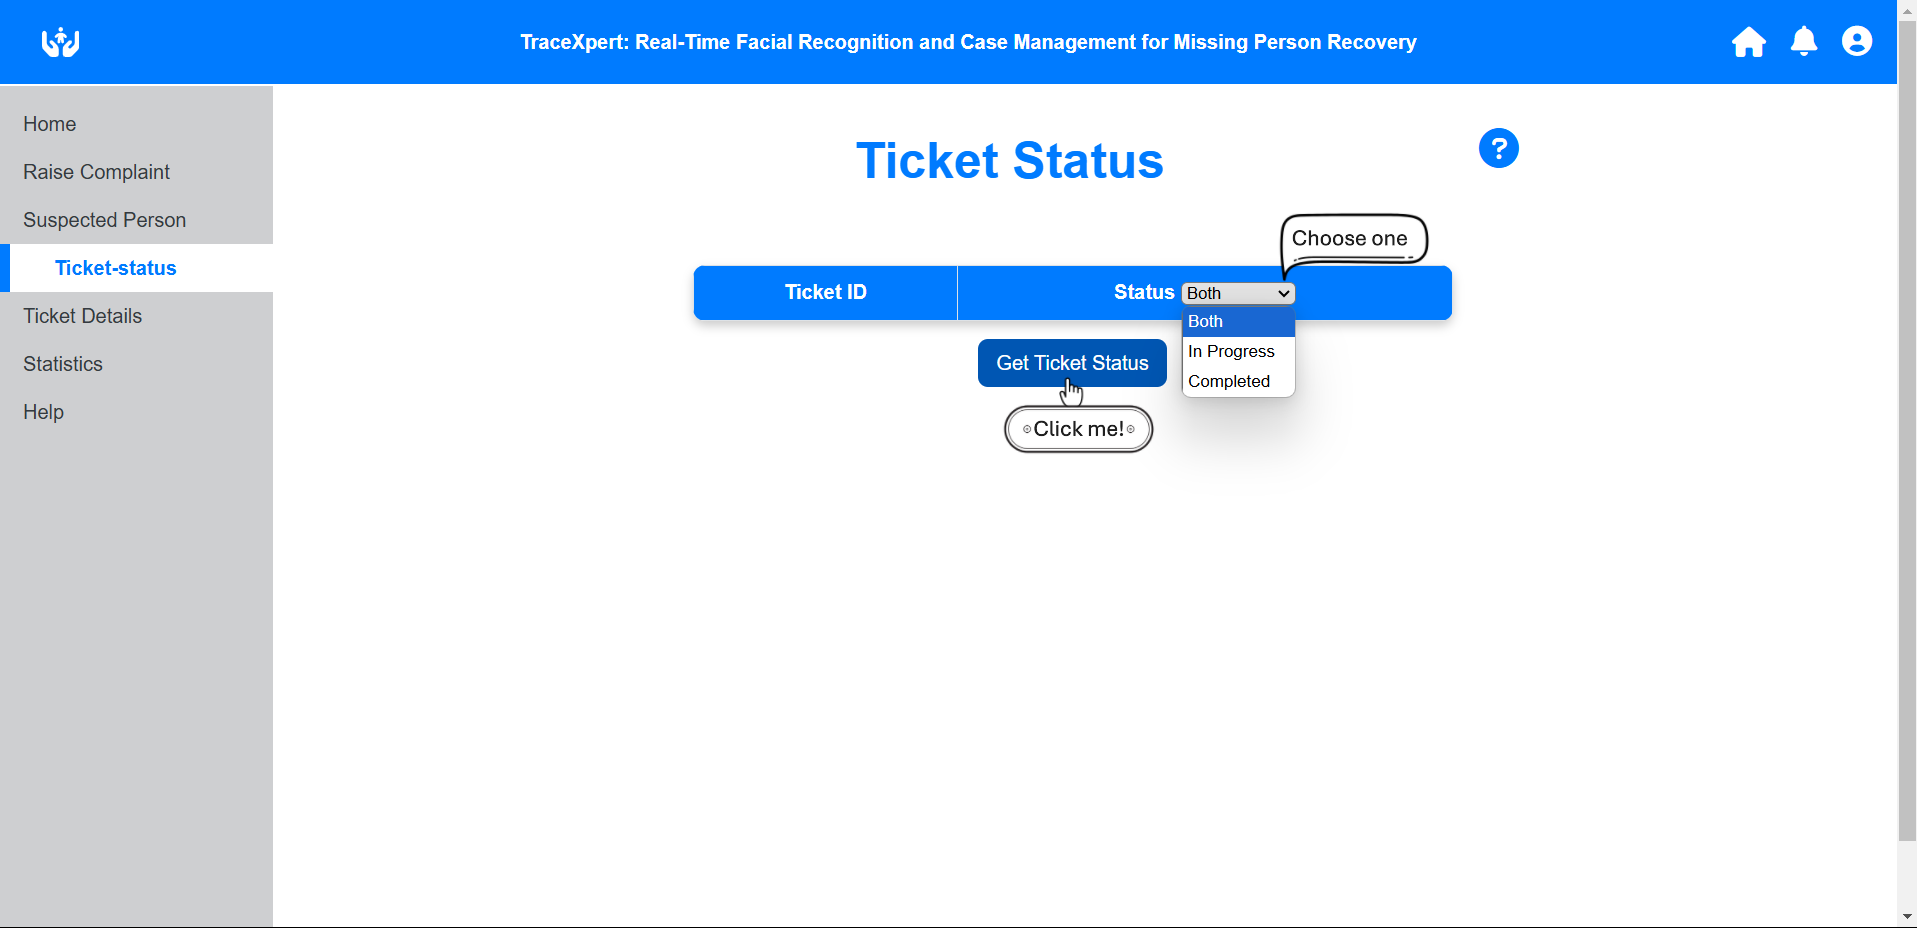 TraceXpert: Real-Time Facial Recognition and Case Management for Missing Person Recovery
Home
Raise Complaint
Suspected Person
Ticket-status
Ticket Details
Statistics
Help
Ticket Status
?
Choose one
Ticket ID
Status Both
Both
In Progress
Completed
Get Ticket Status
Click me!